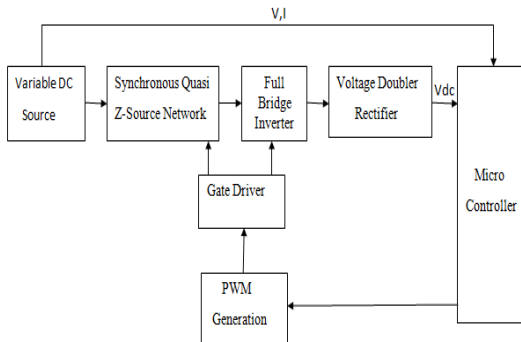 V,I
Variable DC
Source
Synchronous Quasi
Z-Source Network
Full
Bridge
Inverter
Voltage Doubler
Rectifier
Vdc
Micro
Controller
Gate Driver
PWM
Generation